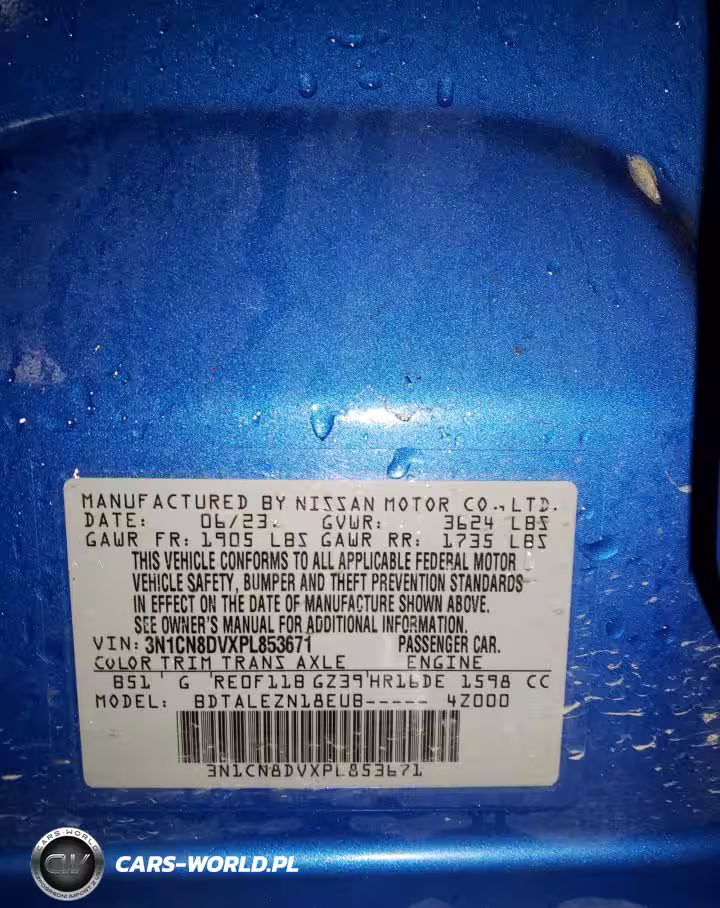 MANUFACTURED BY NISSAN MOTOR CO., LTD.
DATE: 06/23 GVWR: 3624 LBS
GAWR FR: 1905 LBS GAWR RR: 1735 LBS
THIS VEHICLE CONFORMS TO ALL APPLICABLE FEDERAL MOTOR
VEHICLE SAFETY, BUMPER AND THEFT PREVENTION STANDARDS
IN EFFECT ON THE DATE OF MANUFACTURE SHOWN ABOVE.
SEE OWNER'S MANUAL FOR ADDITIONAL INFORMATION.
VIN: 3N1CN8DVXPL853671 PASSENGER CAR.
COLOR TRIM TRANS AXLE ENGINE
B51 G RE0F11B GZ39 HR16DE 1598 CC
MODEL: BDTALEZN18EUB----- 4Z000
3N1CN8DVXPL853671
CARS-WORLD
CW
CARS-WORLD.PL